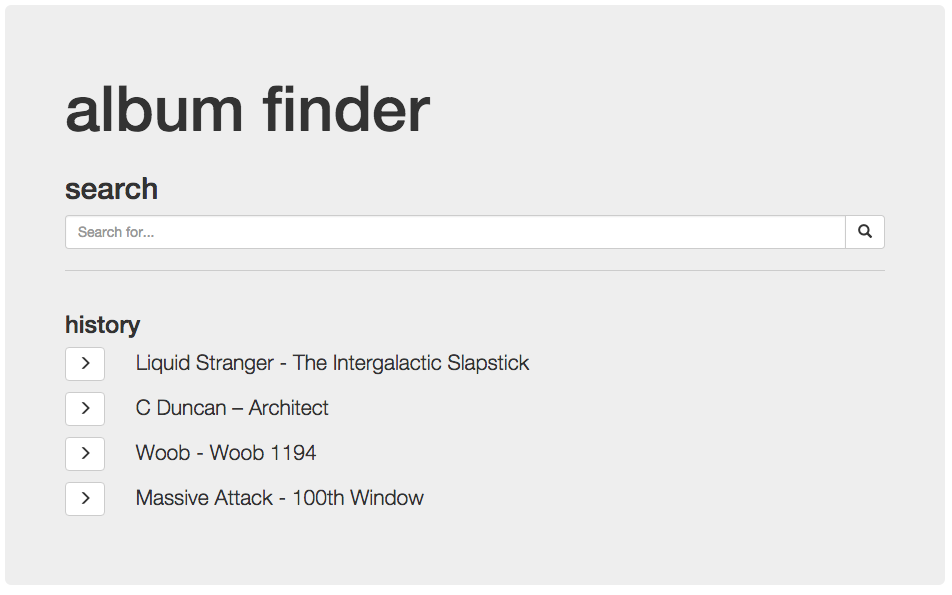 album finder
search
Search for...
history
Liquid Stranger - The Intergalactic Slapstick
C Duncan – Architect
Woob - Woob 1194
Massive Attack - 100th Window